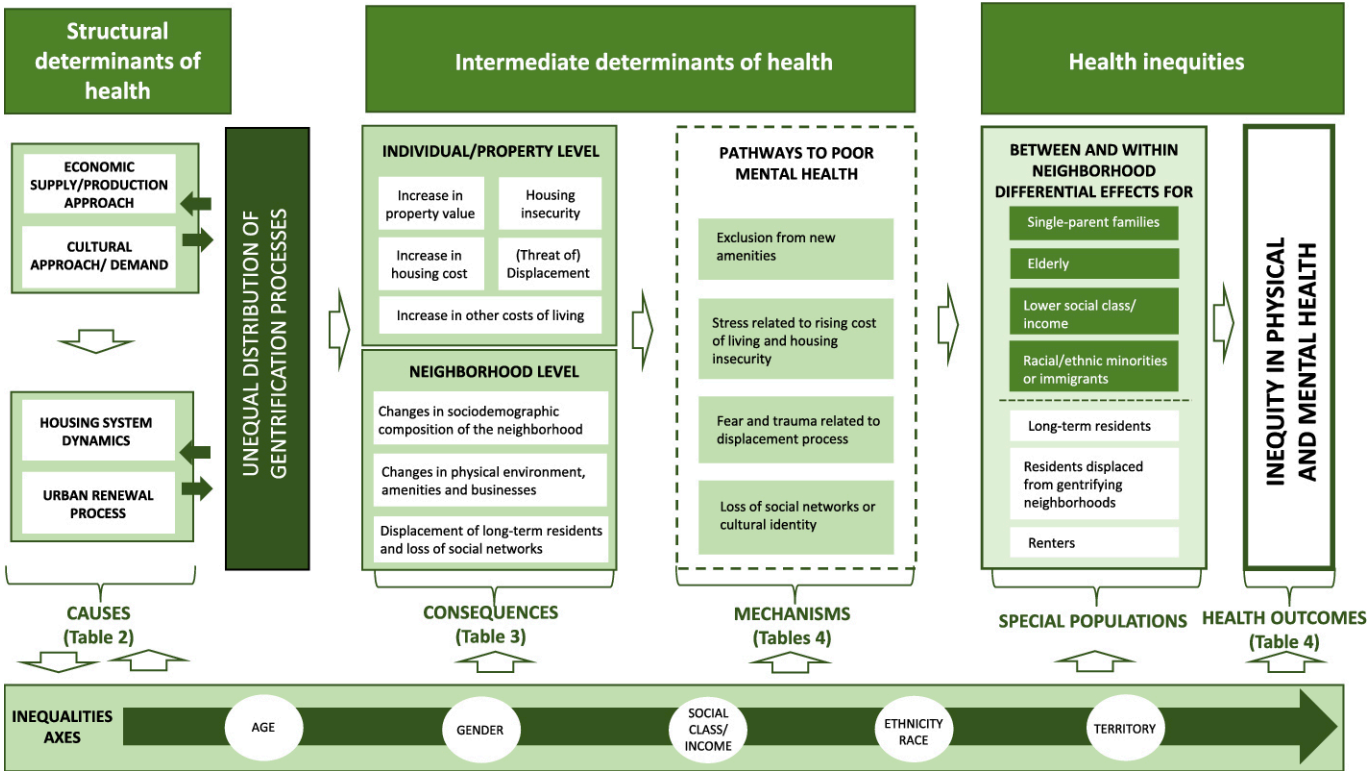 Structural
determinants of
health
Intermediate determinants of health
Health inequities
ECONOMIC
SUPPLY/PRODUCTION
APPROACH
CULTURAL
APPROACH/ DEMAND
HOUSING SYSTEM
DYNAMICS
URBAN RENEWAL
PROCESS
UNEQUAL DISTRIBUTION OF
GENTRIFICATION PROCESSES
INDIVIDUAL/PROPERTY LEVEL
Increase in
property value
Housing
insecurity
Increase in
housing cost
(Threat of)
Displacement
Increase in other costs of living
NEIGHBORHOOD LEVEL
Changes in sociodemographic
composition of the neighborhood
Changes in physical environment,
amenities and businesses
Displacement of long-term residents
and loss of social networks
PATHWAYS TO POOR
MENTAL HEALTH
Exclusion from new
amenities
Stress related to rising cost
of living and housing
insecurity
Fear and trauma related to
displacement process
Loss of social networks or
cultural identity
BETWEEN AND WITHIN
NEIGHBORHOOD
DIFFERENTIAL EFFECTS FOR
Single-parent families
Elderly
Lower social class/
income
Racial/ethnic minorities
or immigrants
Long-term residents
Residents displaced
from gentrifying
neighborhoods
Renters
INEQUITY IN PHYSICAL
AND MENTAL HEALTH
CAUSES
(Table 2)
CONSEQUENCES
(Table 3)
MECHANISMS
(Tables 4)
SPECIAL POPULATIONS
HEALTH OUTCOMES
(Table 4)
INEQUALITIES
AXES
AGE
GENDER
SOCIAL
CLASS/
INCOME
ETHNICITY
RACE
TERRITORY